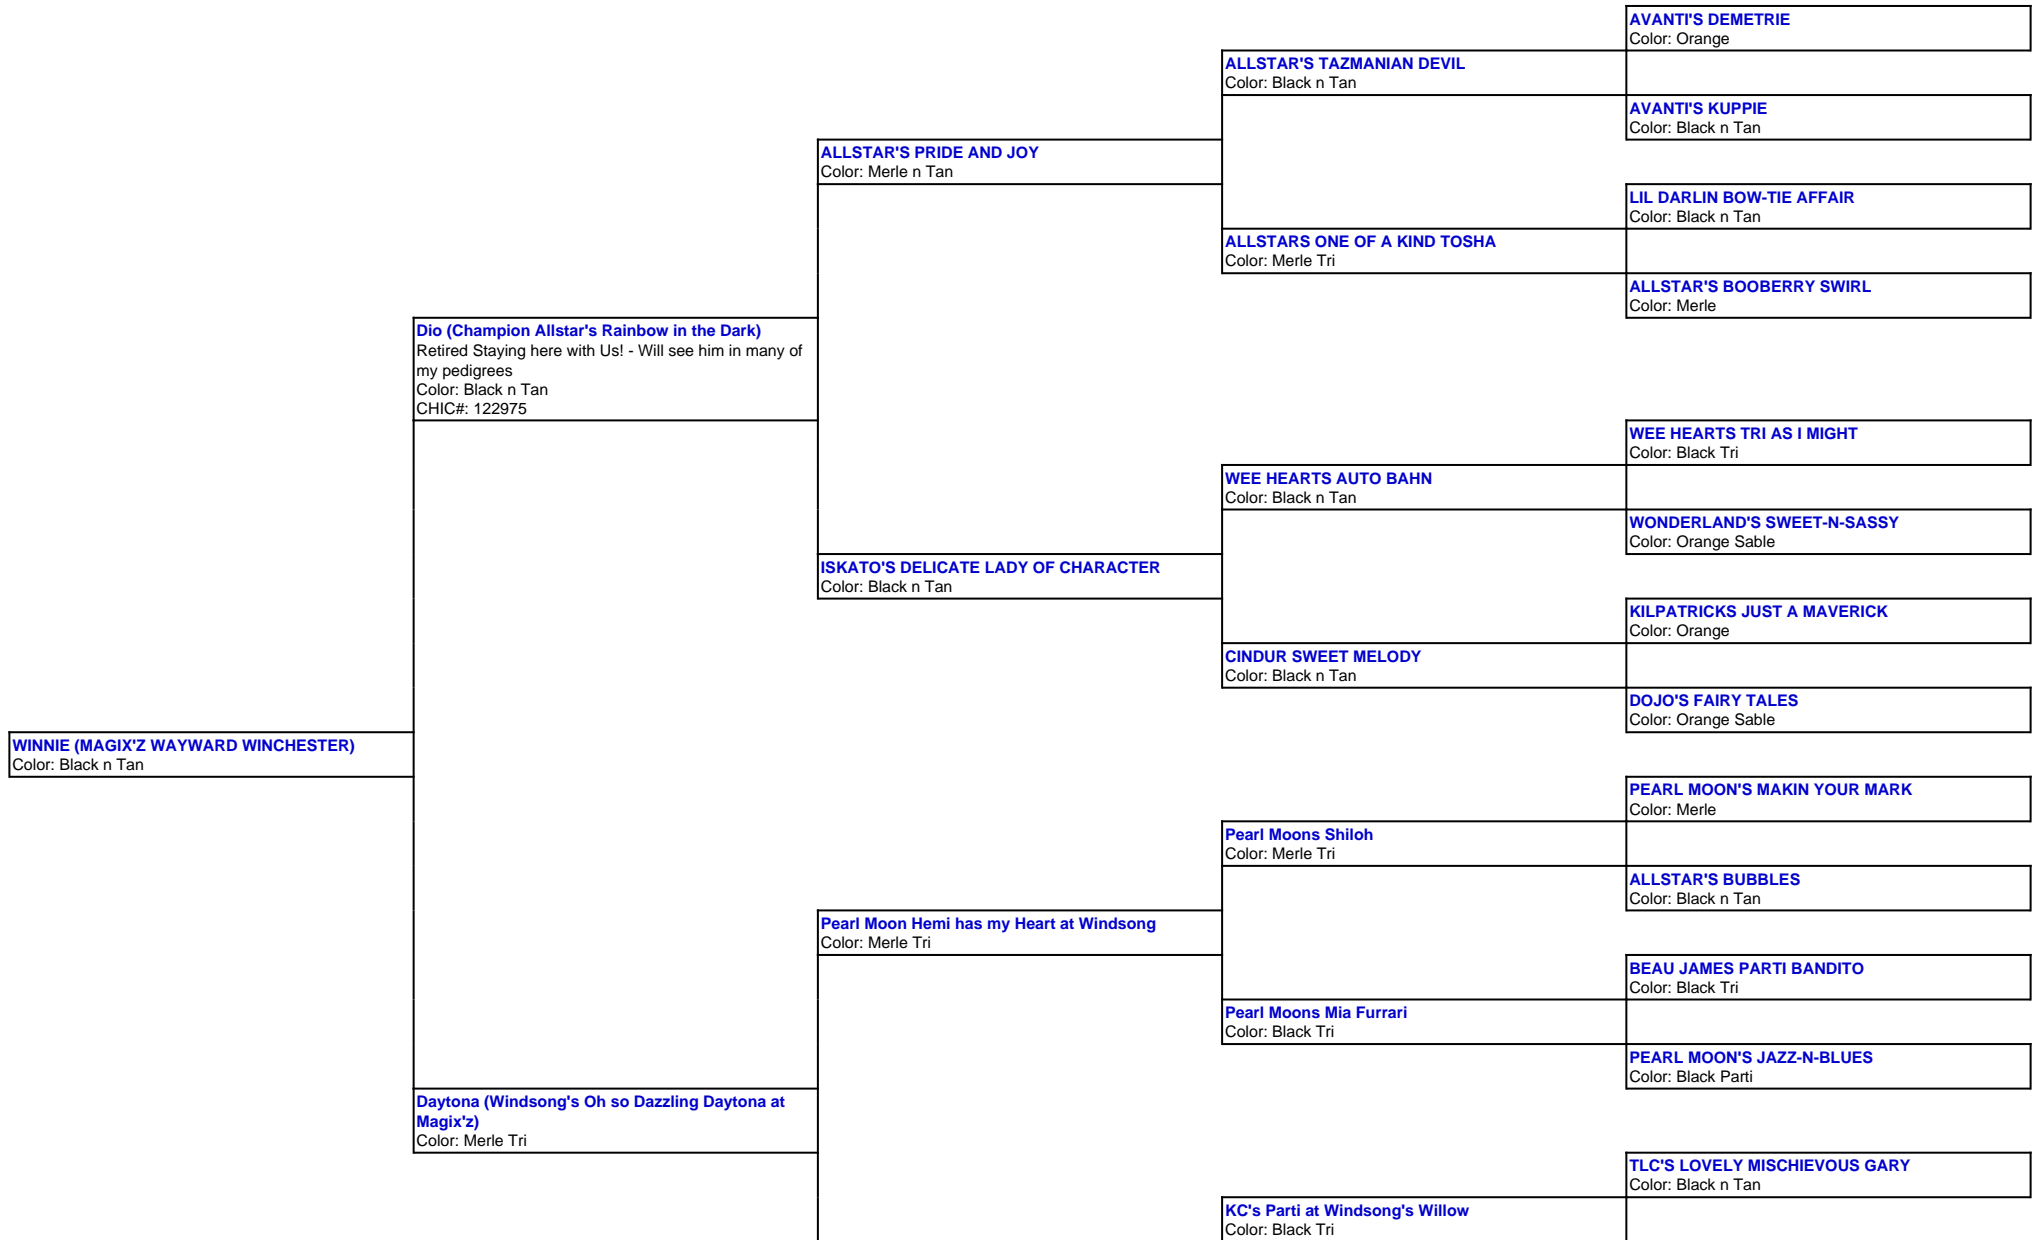 AVANTI'S DEMETRIE
Color: Orange
ALLSTAR'S TAZMANIAN DEVIL
Color: Black n Tan
AVANTI'S KUPPIE
Color: Black n Tan
ALLSTAR'S PRIDE AND JOY
Color: Merle n Tan
LIL DARLIN BOW-TIE AFFAIR
Color: Black n Tan
ALLSTARS ONE OF A KIND TOSHA
Color: Merle Tri
ALLSTAR'S BOOBERRY SWIRL
Color: Merle
Dio (Champion Allstar's Rainbow in the Dark)
Retired Staying here with Us! - Will see him in many of
my pedigrees
Color: Black n Tan
CHIC#: 122975
WEE HEARTS TRI AS I MIGHT
Color: Black Tri
WEE HEARTS AUTO BAHN
Color: Black n Tan
WONDERLAND'S SWEET-N-SASSY
Color: Orange Sable
ISKATO'S DELICATE LADY OF CHARACTER
Color: Black n Tan
KILPATRICKS JUST A MAVERICK
Color: Orange
CINDUR SWEET MELODY
Color: Black n Tan
DOJO'S FAIRY TALES
Color: Orange Sable
WINNIE (MAGIX'Z WAYWARD WINCHESTER)
Color: Black n Tan
PEARL MOON'S MAKIN YOUR MARK
Color: Merle
Pearl Moons Shiloh
Color: Merle Tri
ALLSTAR'S BUBBLES
Color: Black n Tan
Pearl Moon Hemi has my Heart at Windsong
Color: Merle Tri
BEAU JAMES PARTI BANDITO
Color: Black Tri
Pearl Moons Mia Furrari
Color: Black Tri
PEARL MOON'S JAZZ-N-BLUES
Color: Black Parti
Daytona (Windsong's Oh so Dazzling Daytona at
Magix'z)
Color: Merle Tri
TLC'S LOVELY MISCHIEVOUS GARY
Color: Black n Tan
KC's Parti at Windsong's Willow
Color: Black Tri